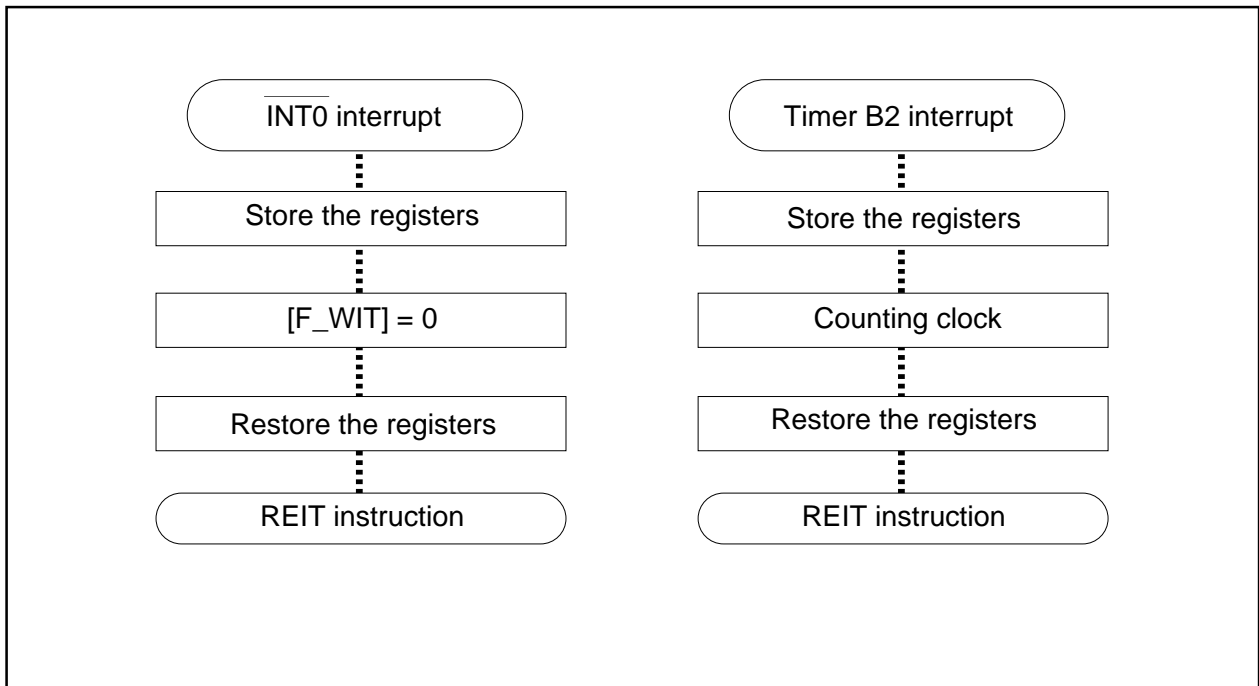 INT0 interrupt
Store the registers
[F_WIT] = 0
Restore the registers
REIT instruction
Timer B2 interrupt
Store the registers
Counting clock
Restore the registers
REIT instruction